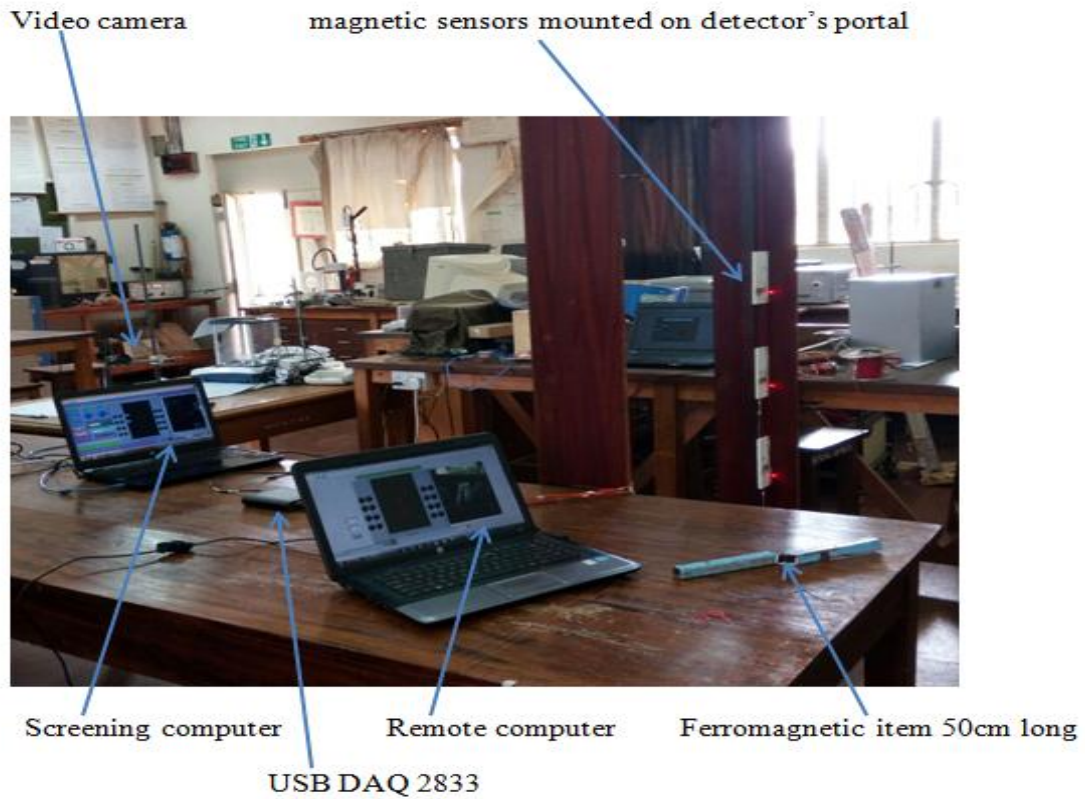 Video camera
magnetic sensors mounted on detector's portal
Screening computer
Remote computer
Ferromagnetic item 50cm long
USB DAQ 2833